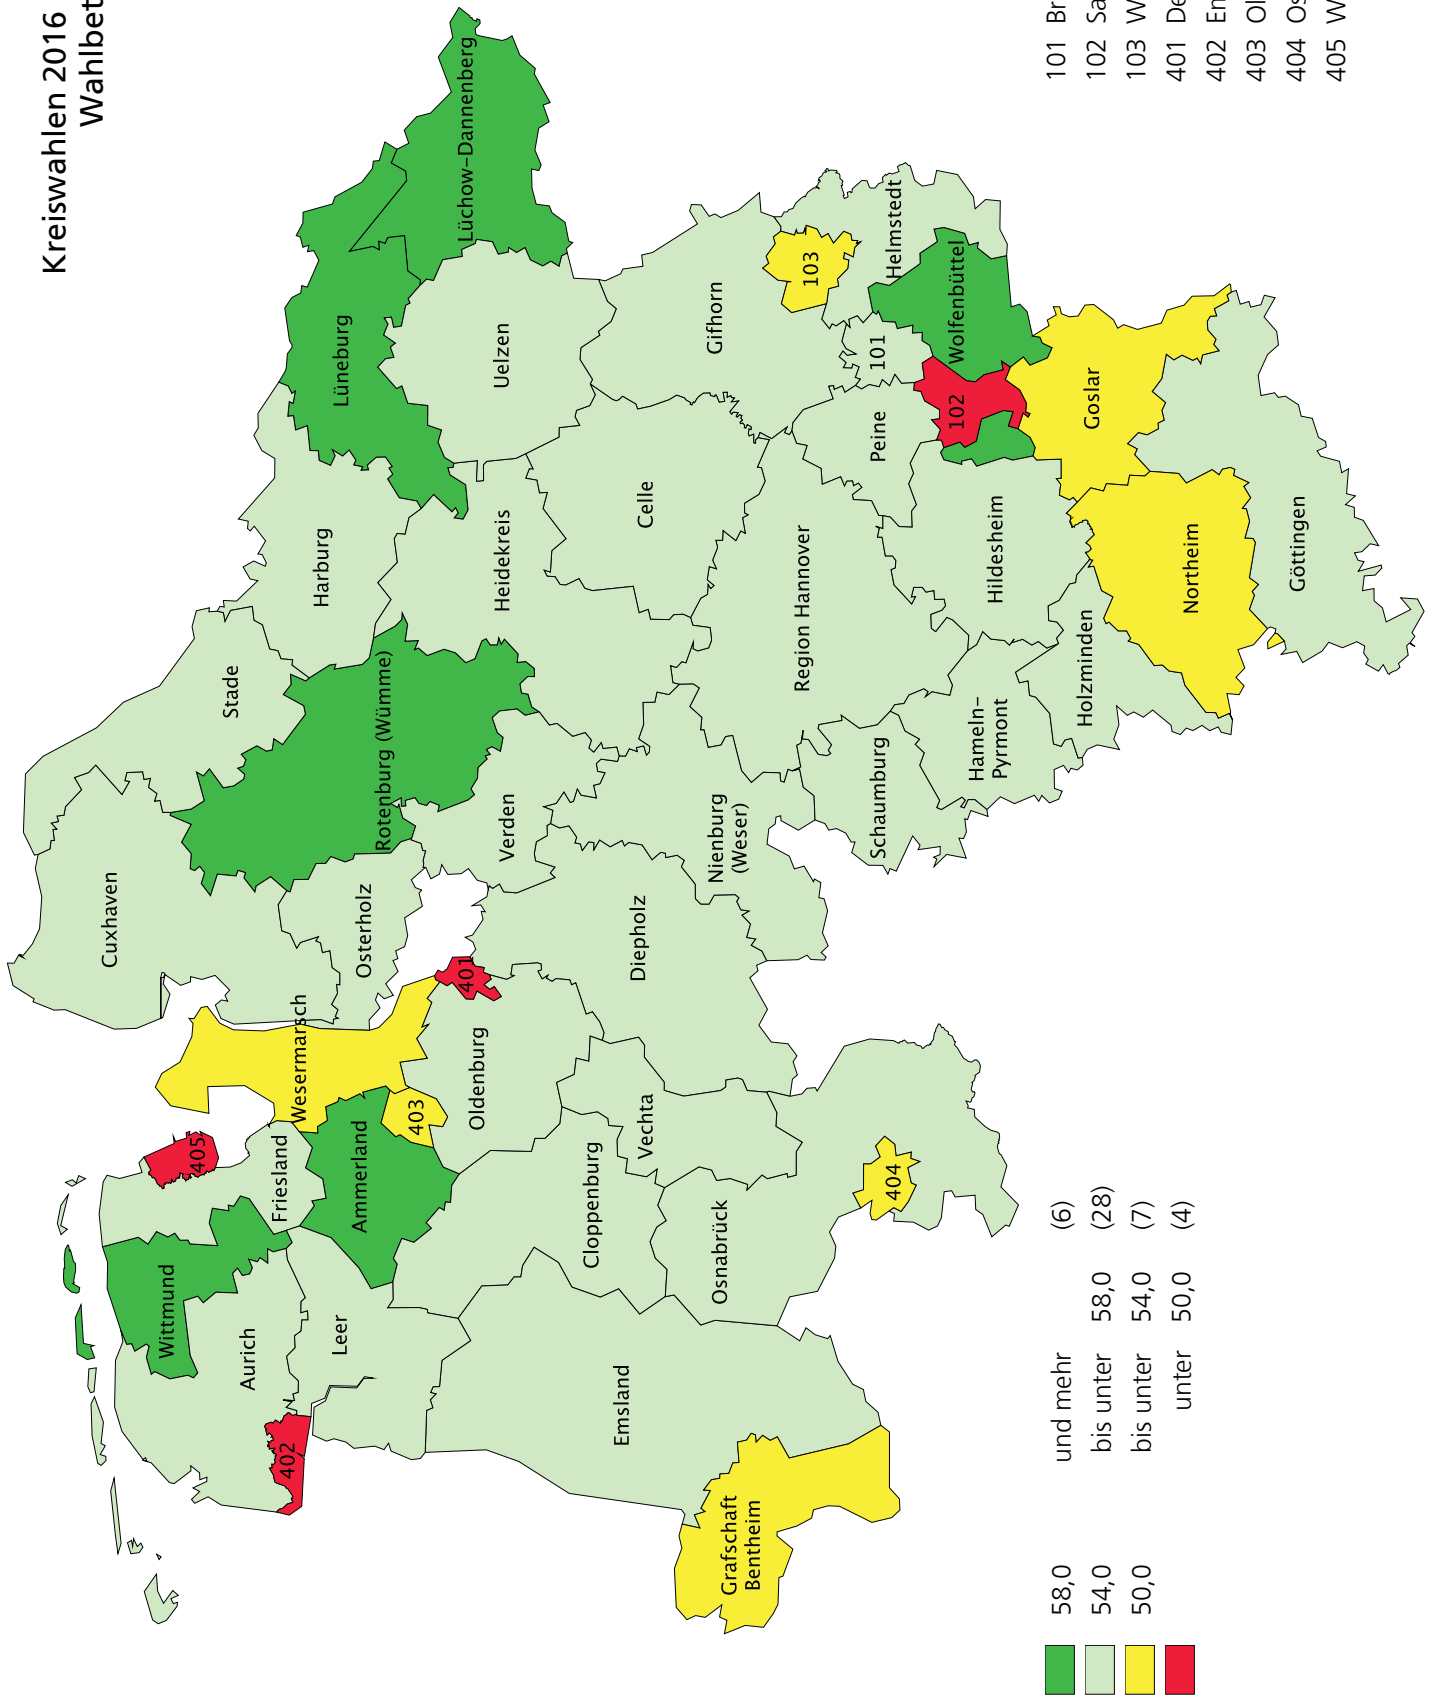 Kreiswahlen 2016
Wahlbet
Cuxhaven
Stade
Harburg
Lüneburg
Lüchow–Dannenberg
Uelzen
Rotenburg (Wümme)
Osterholz
Verden
Heidekreis
Celle
Gifhorn
103
Helmstedt
101
Wolfenbüttel
102
Peine
Hildesheim
Region Hannover
Goslar
Northeim
Göttingen
Holzminden
Hameln–
Pyrmont
Schaumburg
Nienburg
(Weser)
Diepholz
401
Wesermarsch
Oldenburg
403
Ammerland
405
Friesland
Wittmund
Aurich
Leer
402
Cloppenburg
Vechta
Osnabrück
404
Emsland
Grafschaft
Bentheim
58,0 und mehr (6)
54,0 bis unter 58,0 (28)
50,0 bis unter 54,0 (7)
unter 50,0 (4)
101 Br
102 Sa
103 W
401 De
402 En
403 Ol
404 Os
405 W